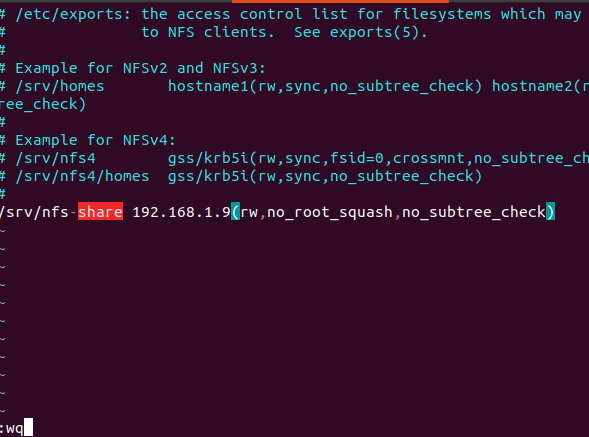 # /etc/exports: the access control list for filesystems which may
#               to NFS clients.  See exports(5).
#
# Example for NFSv2 and NFSv3:
# /srv/homes       hostname1(rw,sync,no_subtree_check) hostname2(r
ree_check)
#
# Example for NFSv4:
# /srv/nfs4        gss/krb5i(rw,sync,fsid=0,crossmnt,no_subtree_ch
# /srv/nfs4/homes  gss/krb5i(rw,sync,no_subtree_check)
#
/srv/nfs-share 192.168.1.9(rw,no_root_squash,no_subtree_check)
~
~
~
~
~
~
~
~
~
~
~
:wq